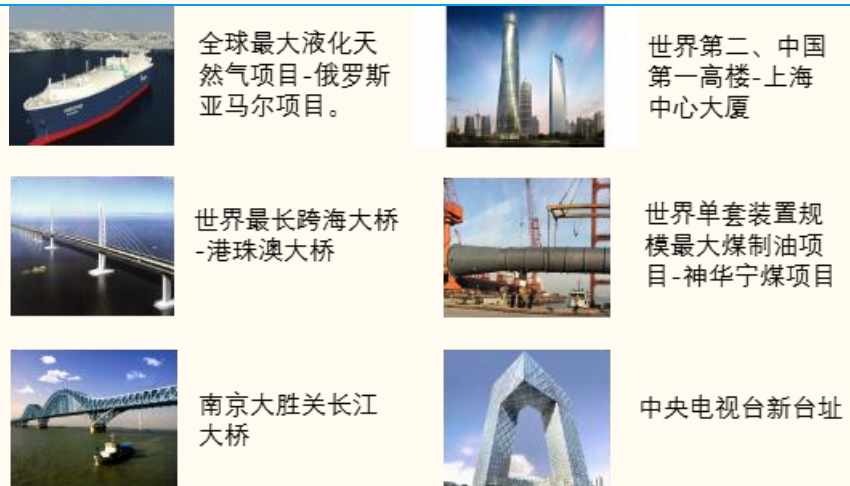 全球最大液化天
然气项目-俄罗斯
亚马尔项目。
世界第二、中国
第一高楼-上海
中心大厦
世界最长跨海大桥
-港珠澳大桥
世界单套装置规
模最大煤制油项
目-神华宁煤项目
南京大胜关长江
大桥
中央电视台新台址